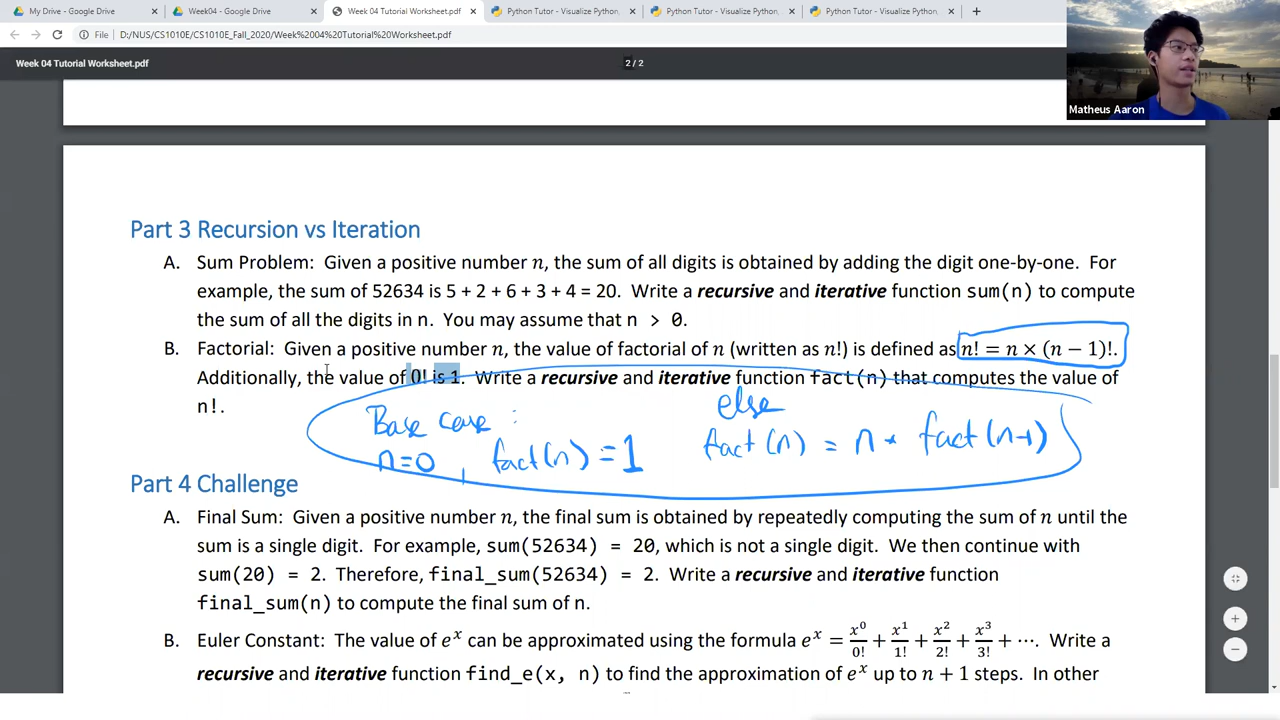 My Drive - Google Drive
Week04 - Google Drive
Week 04 Tutorial Worksheet.pdf
Python Tutor - Visualize Python,
Python Tutor - Visualize Python,
Python Tutor - Visualize Python,
File | D:/NUS/CS1010E/CS1010E_Fall_2020/Week%2004%20Tutorial%20Worksheet.pdf
Week 04 Tutorial Worksheet.pdf
2 / 2
Matheus Aaron
Part 3 Recursion vs Iteration
A. Sum Problem: Given a positive number n, the sum of all digits is obtained by adding the digit one-by-one. For
example, the sum of 52634 is 5 + 2 + 6 + 3 + 4 = 20. Write a recursive and iterative function sum(n) to compute
the sum of all the digits in n. You may assume that n > 0.
B. Factorial: Given a positive number n, the value of factorial of n (written as n!) is defined as n! = n × (n − 1)!.
Additionally, the value of 0! is 1. Write a recursive and iterative function fact(n) that computes the value of
n!.
Base case :
n=0 , fact(n) = 1
else
fact(n) = n * fact(n-1)
Part 4 Challenge
A. Final Sum: Given a positive number n, the final sum is obtained by repeatedly computing the sum of n until the
sum is a single digit. For example, sum(52634) = 20, which is not a single digit. We then continue with
sum(20) = 2. Therefore, final_sum(52634) = 2. Write a recursive and iterative function
final_sum(n) to compute the final sum of n.
B. Euler Constant: The value of e^x can be approximated using the formula e^x = x^0/0! + x^1/1! + x^2/2! + x^3/3! + ⋯. Write a
recursive and iterative function find_e(x, n) to find the approximation of e^x up to n + 1 steps. In other